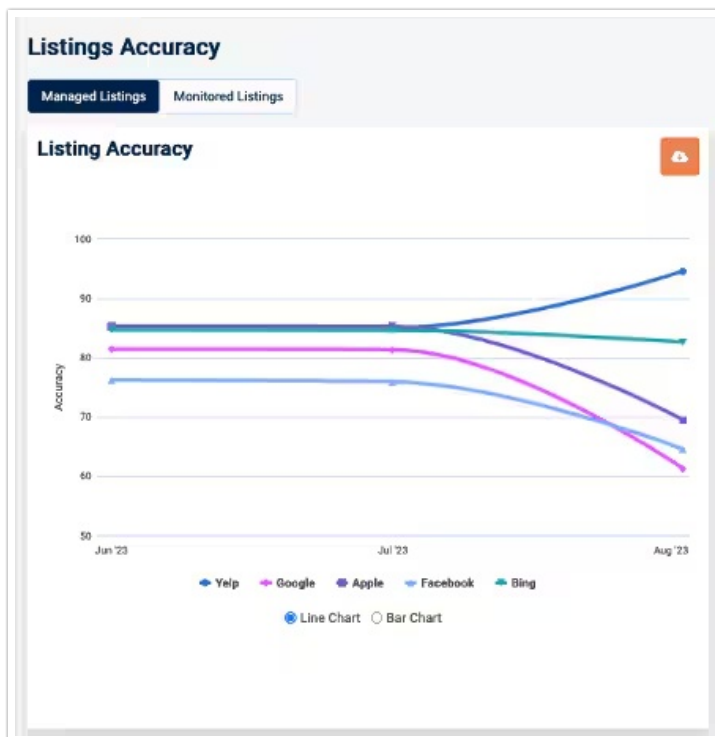 Listings Accuracy
Managed Listings Monitored Listings
Listing Accuracy
100
90
80
70
60
50
Accuracy
Jun '23 Jul '23 Aug '23
Yelp Google Apple Facebook Bing
Line Chart Bar Chart